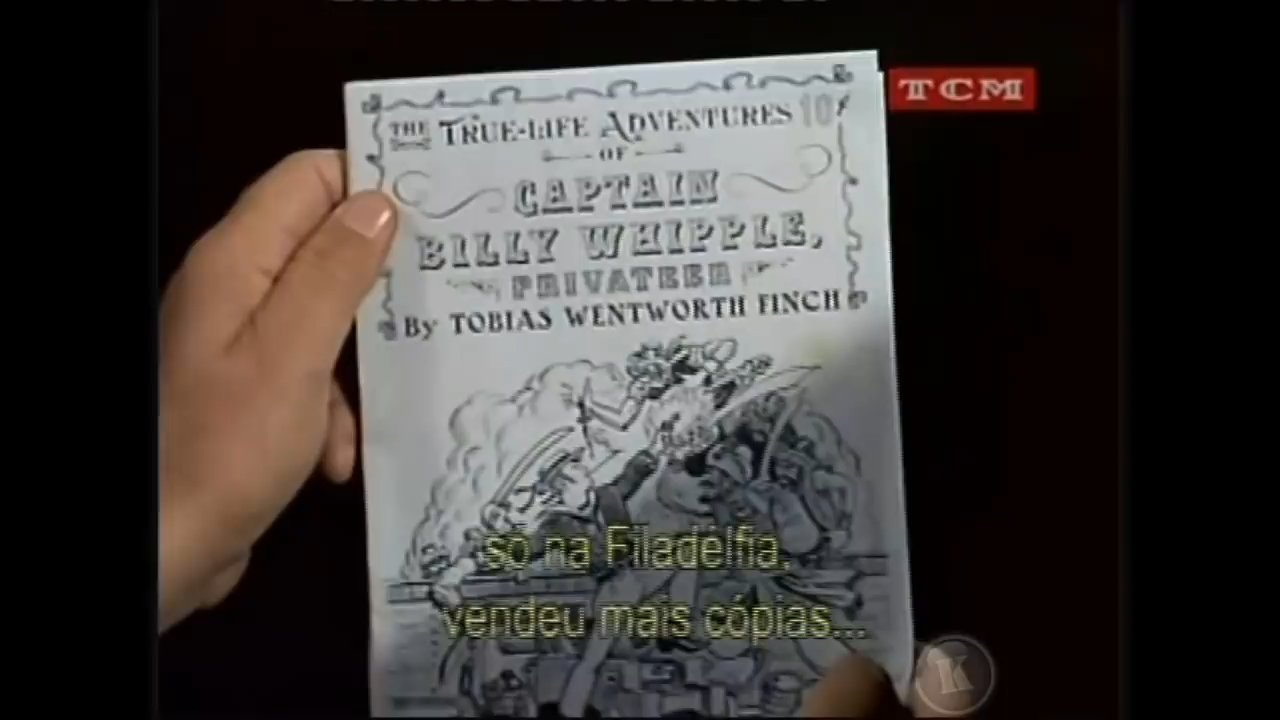 TCM
THE TRUE-LIFE ADVENTURES 10¢
OF
CAPTAIN
BILLY WHIPPLE,
PRIVATEER
By TOBIAS WENTWORTH FINCH
só na Filadélfia,
vendeu mais cópias...
K